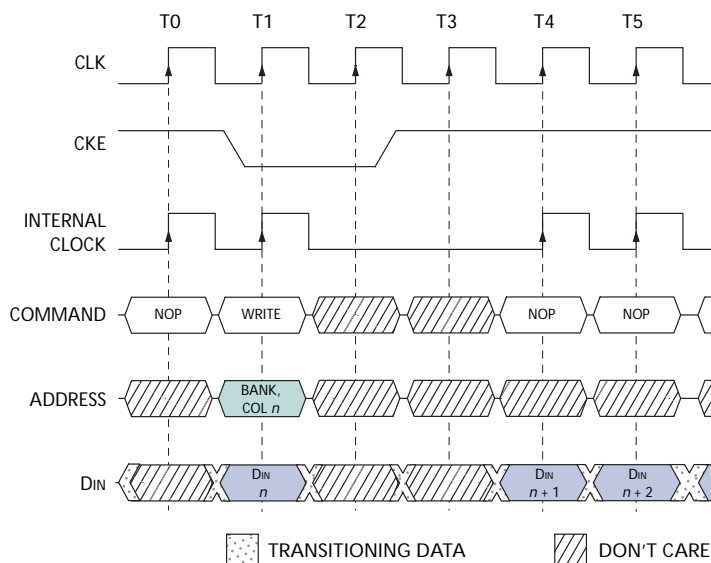 T0 T1 T2 T3 T4 T5
CLK
CKE
INTERNAL
CLOCK
COMMAND NOP WRITE NOP NOP
ADDRESS BANK,
COL n
DIN DIN
n DIN
n + 1 DIN
n + 2
TRANSITIONING DATA DON'T CARE